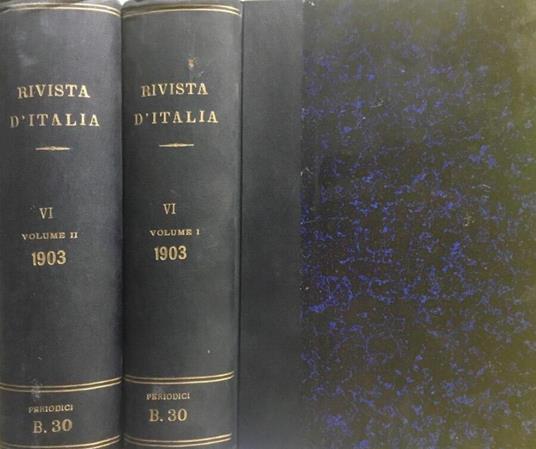 RIVISTA
D'ITALIA
VI
VOLUME II
1903
PERIODICI
B. 30
RIVISTA
D'ITALIA
VI
VOLUME I
1903
PERIODICI
B. 30